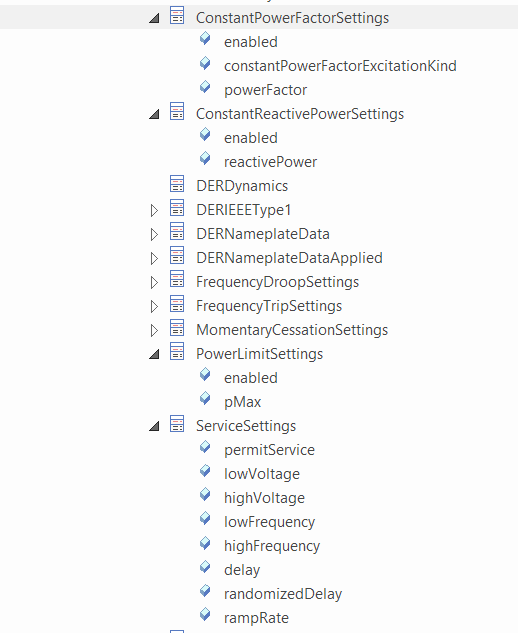 ConstantPowerFactorSettings
enabled
constantPowerFactorExcitationKind
powerFactor
ConstantReactivePowerSettings
enabled
reactivePower
DERDynamics
DERIEEEType1
DERNameplateData
DERNameplateDataApplied
FrequencyDroopSettings
FrequencyTripSettings
MomentaryCessationSettings
PowerLimitSettings
enabled
pMax
ServiceSettings
permitService
lowVoltage
highVoltage
lowFrequency
highFrequency
delay
randomizedDelay
rampRate